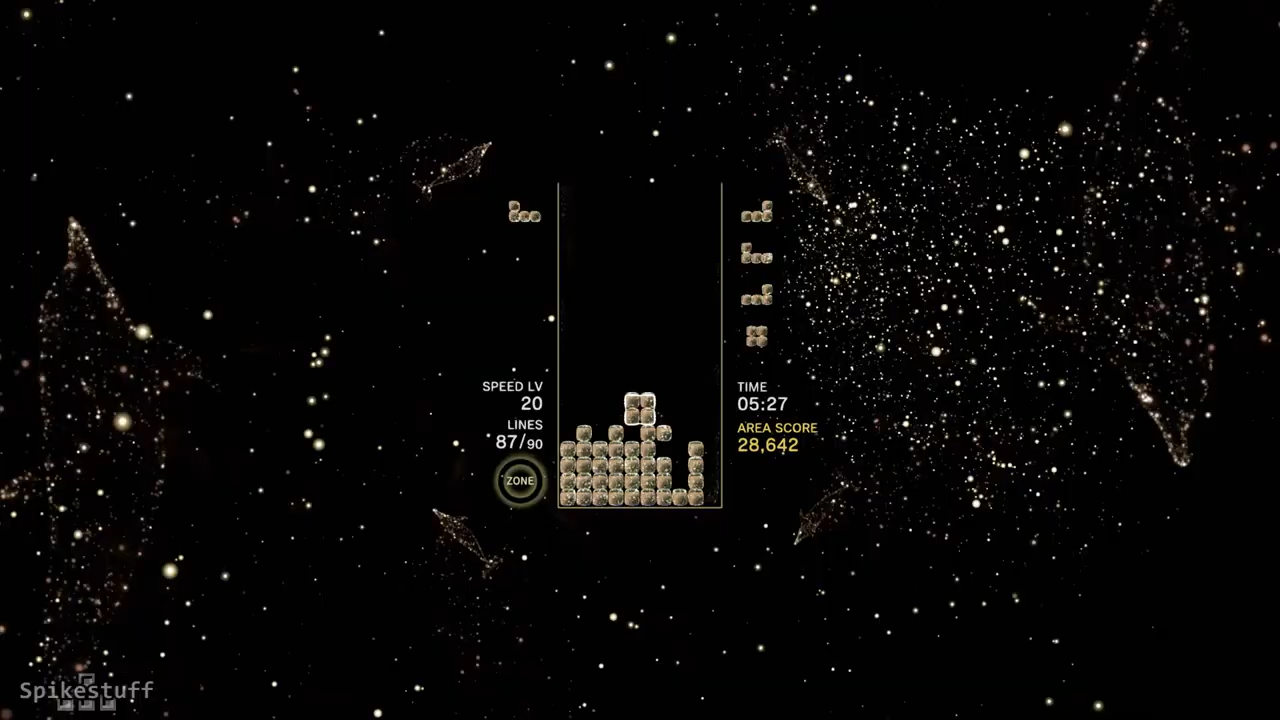 SPEED LV
20
LINES
87/90
ZONE
TIME
05:27
AREA SCORE
28,642
Spikestuff